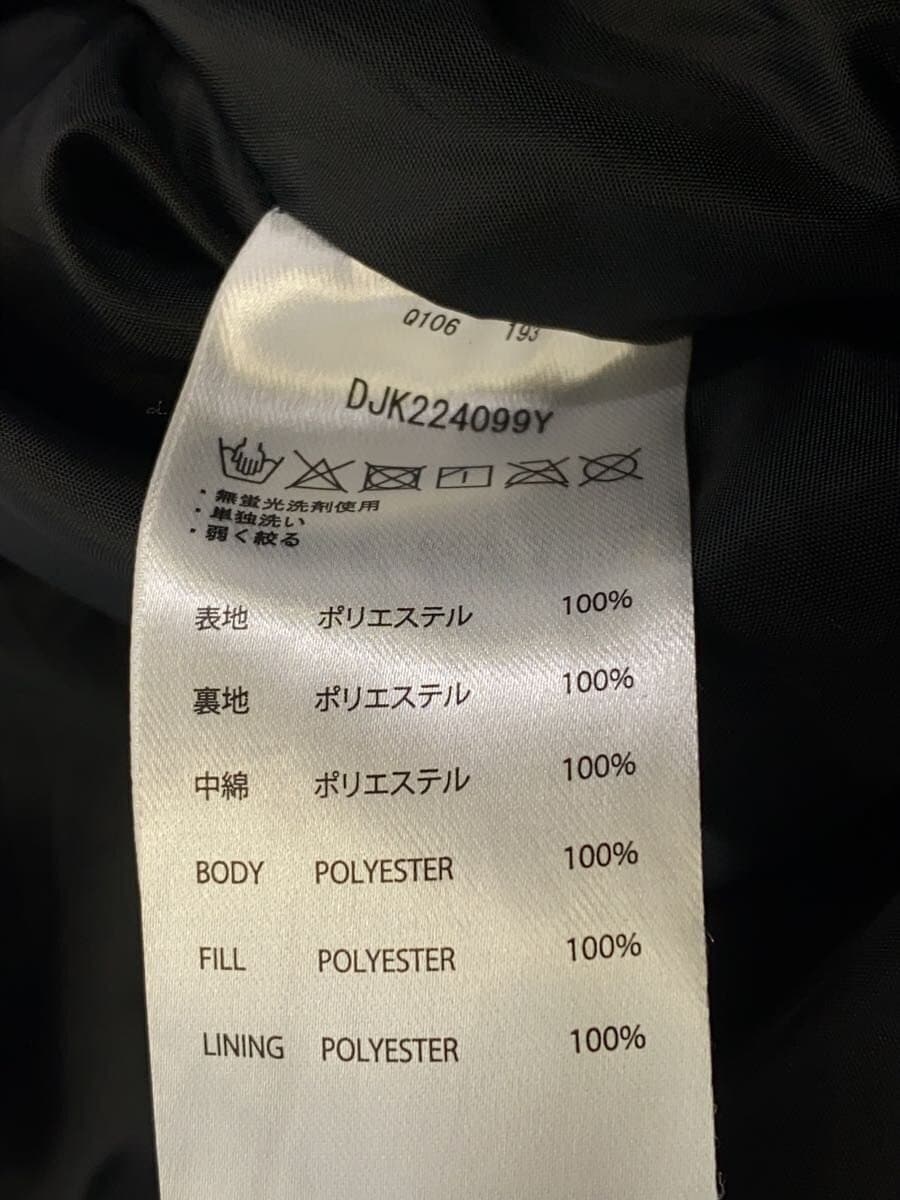 Q106 193
DJK224099Y
・無蛍光洗剤使用
・単独洗い
・弱く絞る
表地 ポリエステル 100%
裏地 ポリエステル 100%
中綿 ポリエステル 100%
BODY POLYESTER 100%
FILL POLYESTER 100%
LINING POLYESTER 100%